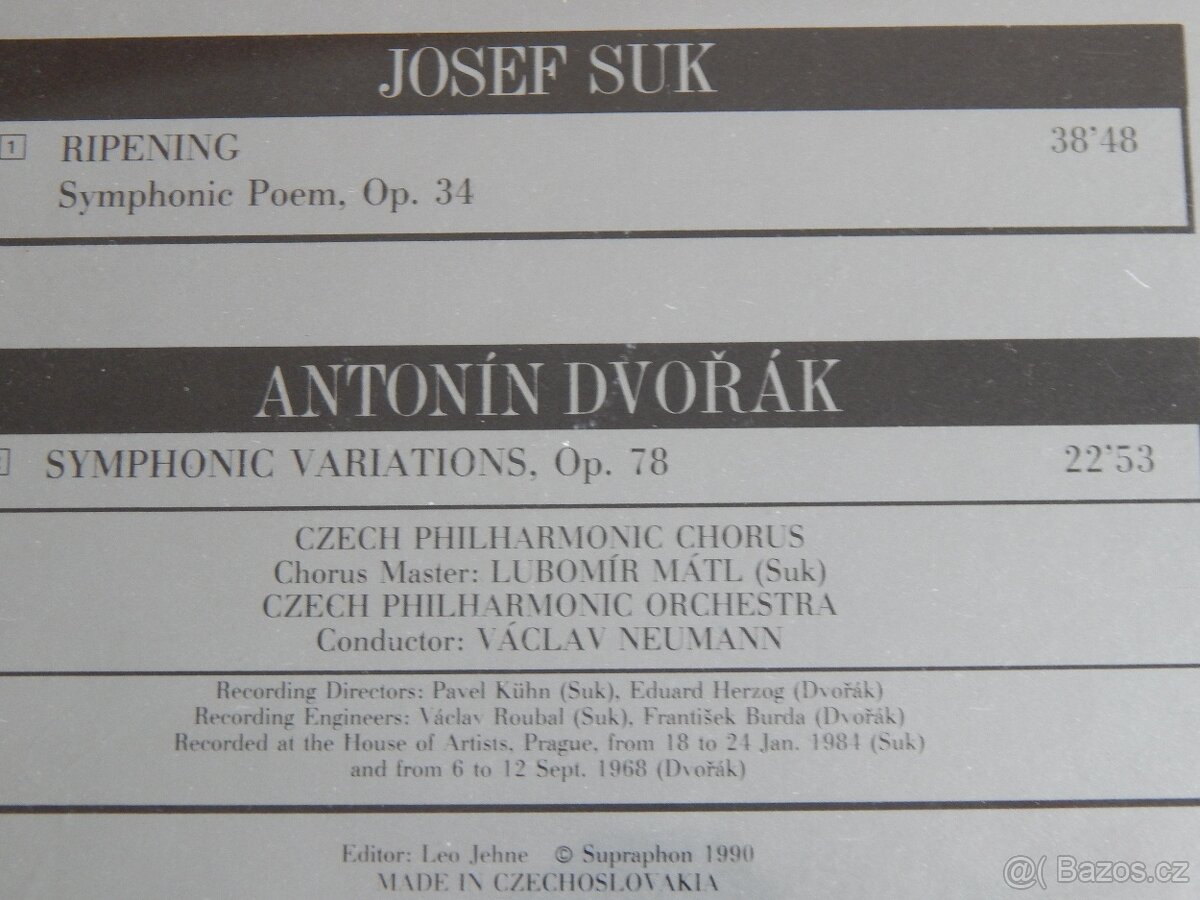 JOSEF SUK
1 RIPENING 38'48
Symphonic Poem, Op. 34
ANTONÍN DVOŘÁK
SYMPHONIC VARIATIONS, Op. 78 22'53
CZECH PHILHARMONIC CHORUS
Chorus Master: LUBOMÍR MÁTL (Suk)
CZECH PHILHARMONIC ORCHESTRA
Conductor: VÁCLAV NEUMANN
Recording Directors: Pavel Kühn (Suk), Eduard Herzog (Dvořák)
Recording Engineers: Václav Roubal (Suk), František Burda (Dvořák)
Recorded at the House of Artists, Prague, from 18 to 24 Jan. 1984 (Suk)
and from 6 to 12 Sept. 1968 (Dvořák)
Editor: Leo Jehne © Supraphon 1990
MADE IN CZECHOSLOVAKIA
@( Bazos.cz